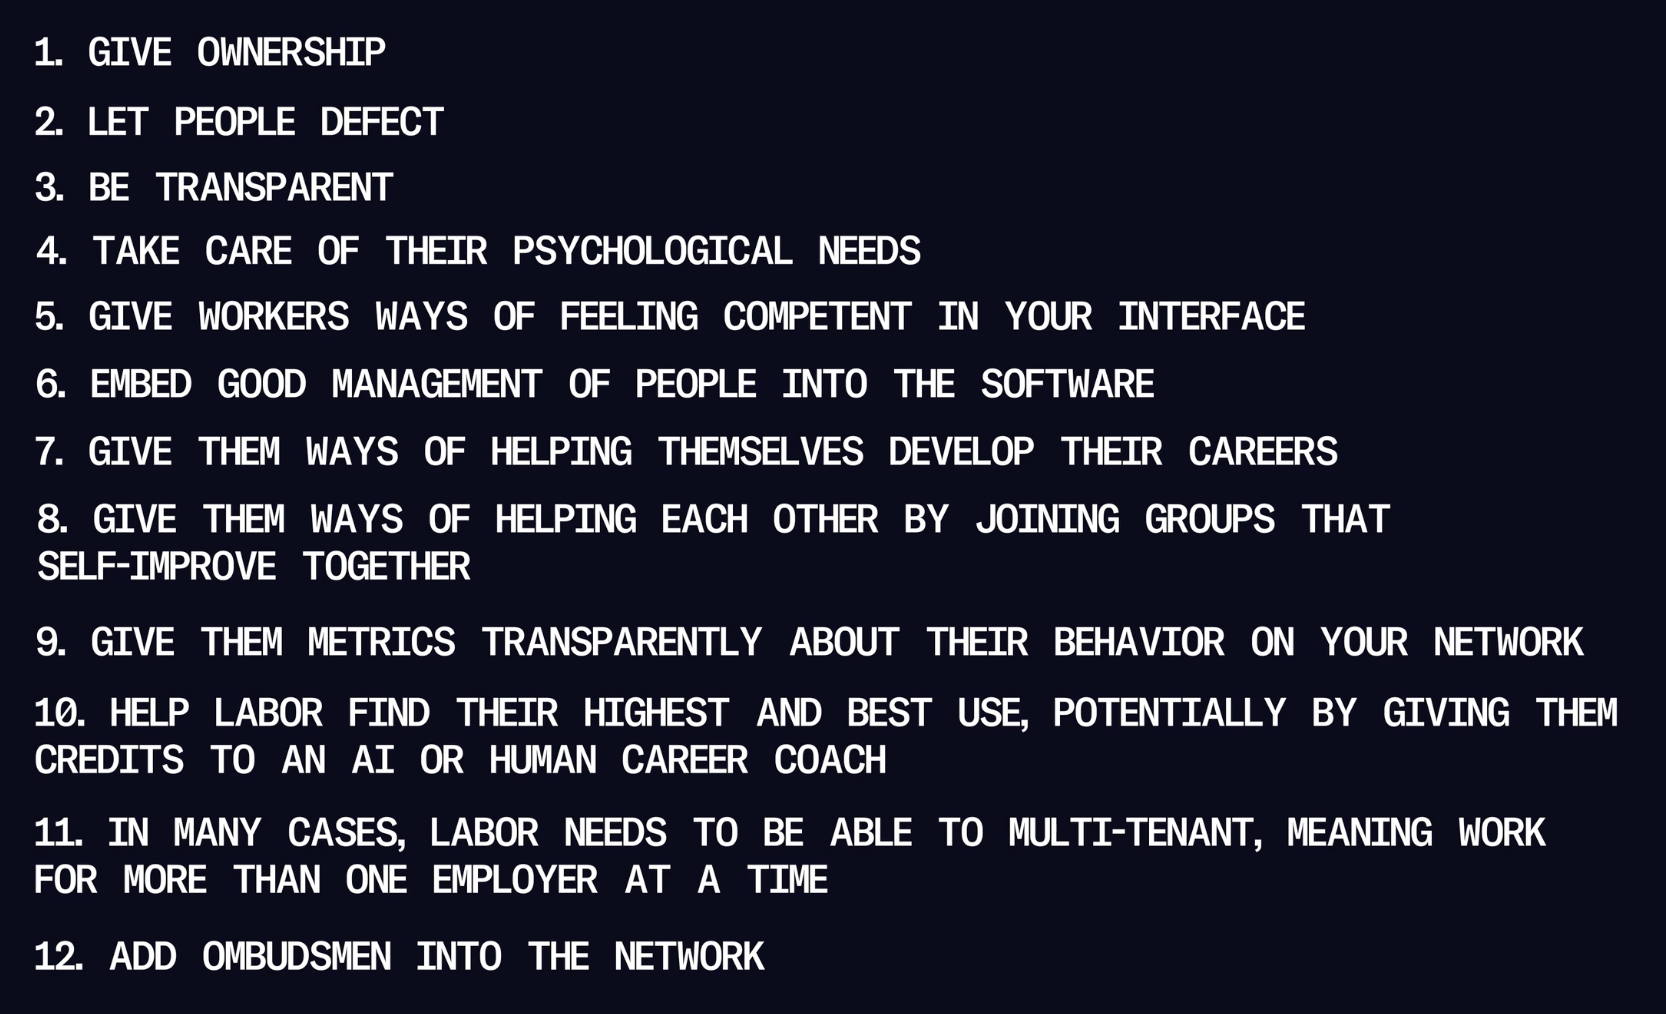 1. GIVE OWNERSHIP
2. LET PEOPLE DEFECT
3. BE TRANSPARENT
4. TAKE CARE OF THEIR PSYCHOLOGICAL NEEDS
5. GIVE WORKERS WAYS OF FEELING COMPETENT IN YOUR INTERFACE
6. EMBED GOOD MANAGEMENT OF PEOPLE INTO THE SOFTWARE
7. GIVE THEM WAYS OF HELPING THEMSELVES DEVELOP THEIR CAREERS
8. GIVE THEM WAYS OF HELPING EACH OTHER BY JOINING GROUPS THAT
SELF-IMPROVE TOGETHER
9. GIVE THEM METRICS TRANSPARENTLY ABOUT THEIR BEHAVIOR ON YOUR NETWORK
10. HELP LABOR FIND THEIR HIGHEST AND BEST USE, POTENTIALLY BY GIVING THEM
CREDITS TO AN AI OR HUMAN CAREER COACH
11. IN MANY CASES, LABOR NEEDS TO BE ABLE TO MULTI-TENANT, MEANING WORK
FOR MORE THAN ONE EMPLOYER AT A TIME
12. ADD OMBUDSMEN INTO THE NETWORK